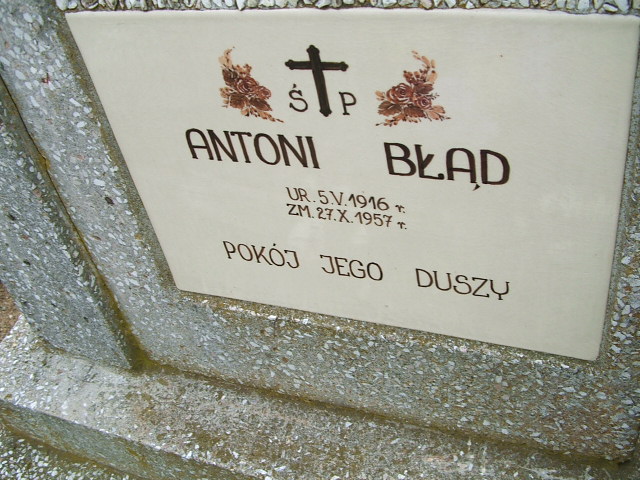 Ś P
ANTONI BŁĄD
UR. 5.V.1916 r.
ZM. 27.X.1957 r.
POKÓJ JEGO DUSZY